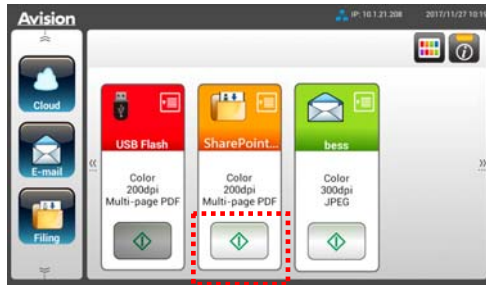 Avision
IP: 10.1.21.208 2017/11/27 10:19
Cloud
E-mail
Filing
USB Flash
Color
200dpi
Multi-page PDF
SharePoint...
Color
200dpi
Multi-page PDF
bess
Color
300dpi
JPEG